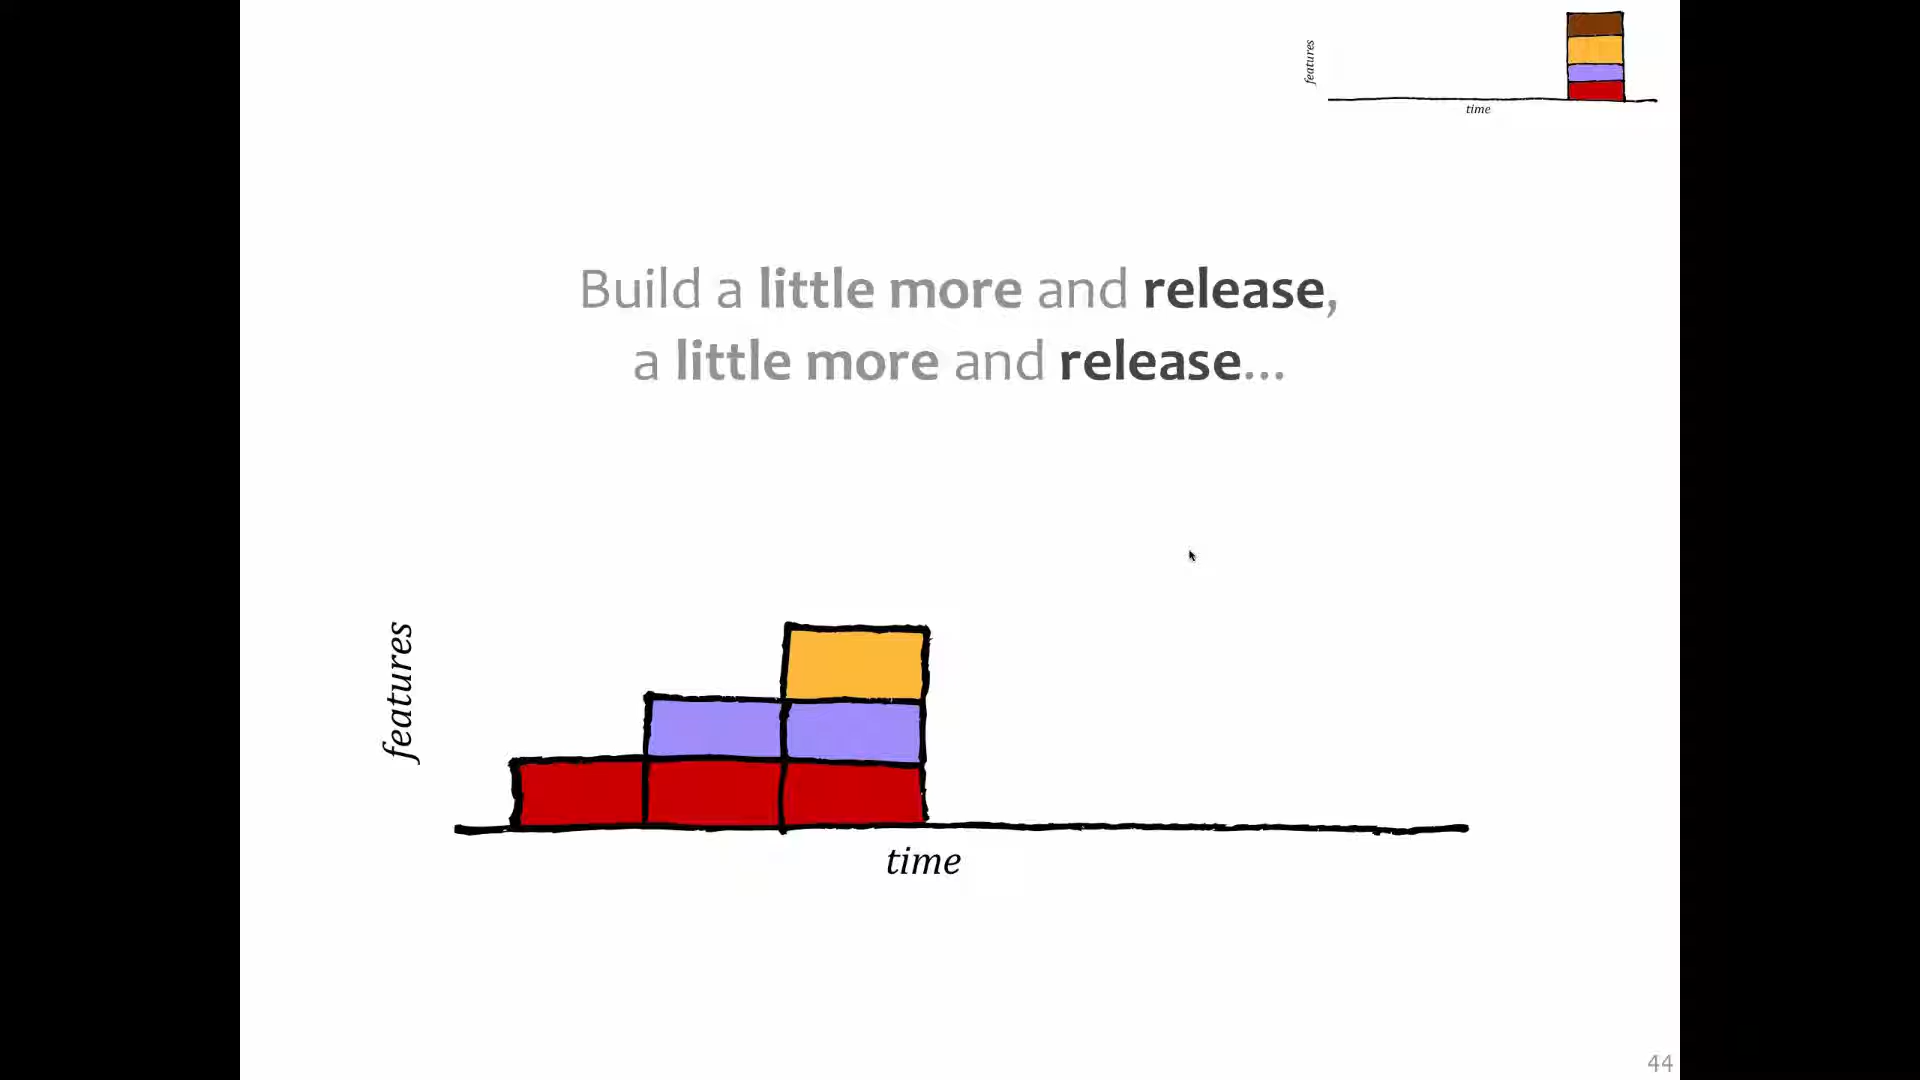 features
time
Build a little more and release,
a little more and release...
features
time
44